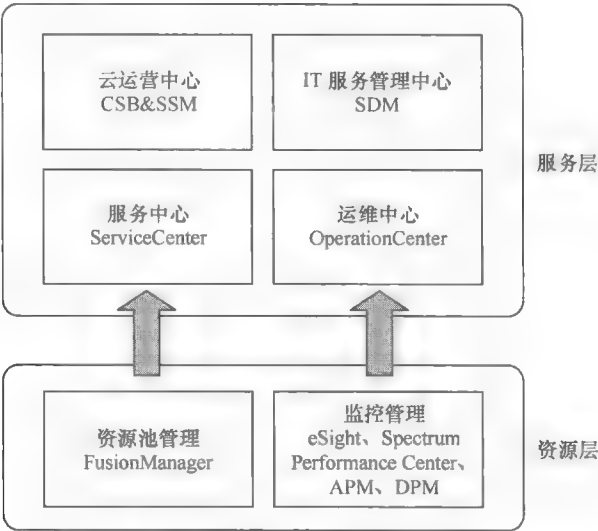 云运营中心
CSB&SSM
IT 服务管理中心
SDM
服务层
服务中心
ServiceCenter
运维中心
OperationCenter
资源池管理
FusionManager
监控管理
eSight、Spectrum
Performance Center、
APM、DPM
资源层